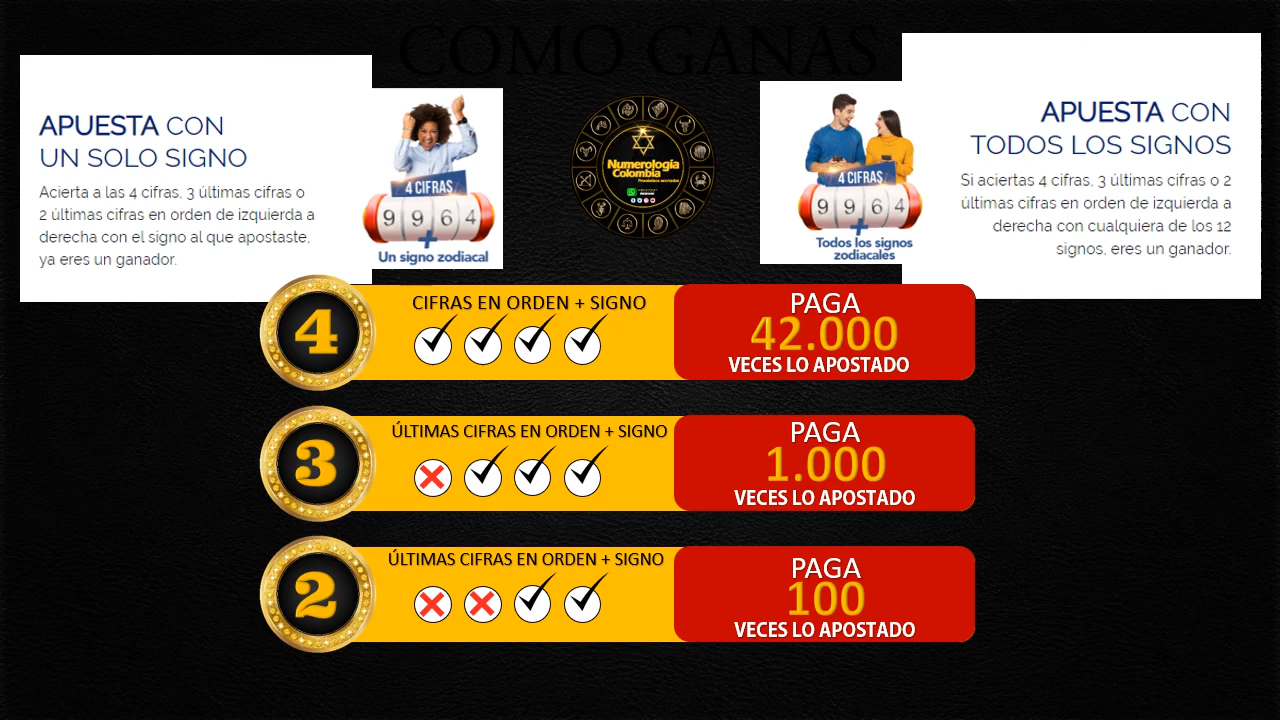 COMO GANAS
APUESTA CON
UN SOLO SIGNO
Acierta a las 4 cifras, 3 últimas cifras o
2 últimas cifras en orden de izquierda a
derecha con el signo al que apostaste,
ya eres un ganador.
4 CIFRAS
9 9 6 4
+
Un signo zodiacal
Numerología
Colombia
4 CIFRAS
9 9 6 4
+
Todos los signos
zodiacales
APUESTA CON
TODOS LOS SIGNOS
Si aciertas 4 cifras, 3 últimas cifras o 2
últimas cifras en orden de izquierda a
derecha con cualquiera de los 12
signos, eres un ganador.
4
CIFRAS EN ORDEN + SIGNO
PAGA
42.000
VECES LO APOSTADO
3
ÚLTIMAS CIFRAS EN ORDEN + SIGNO
PAGA
1.000
VECES LO APOSTADO
2
ÚLTIMAS CIFRAS EN ORDEN + SIGNO
PAGA
100
VECES LO APOSTADO